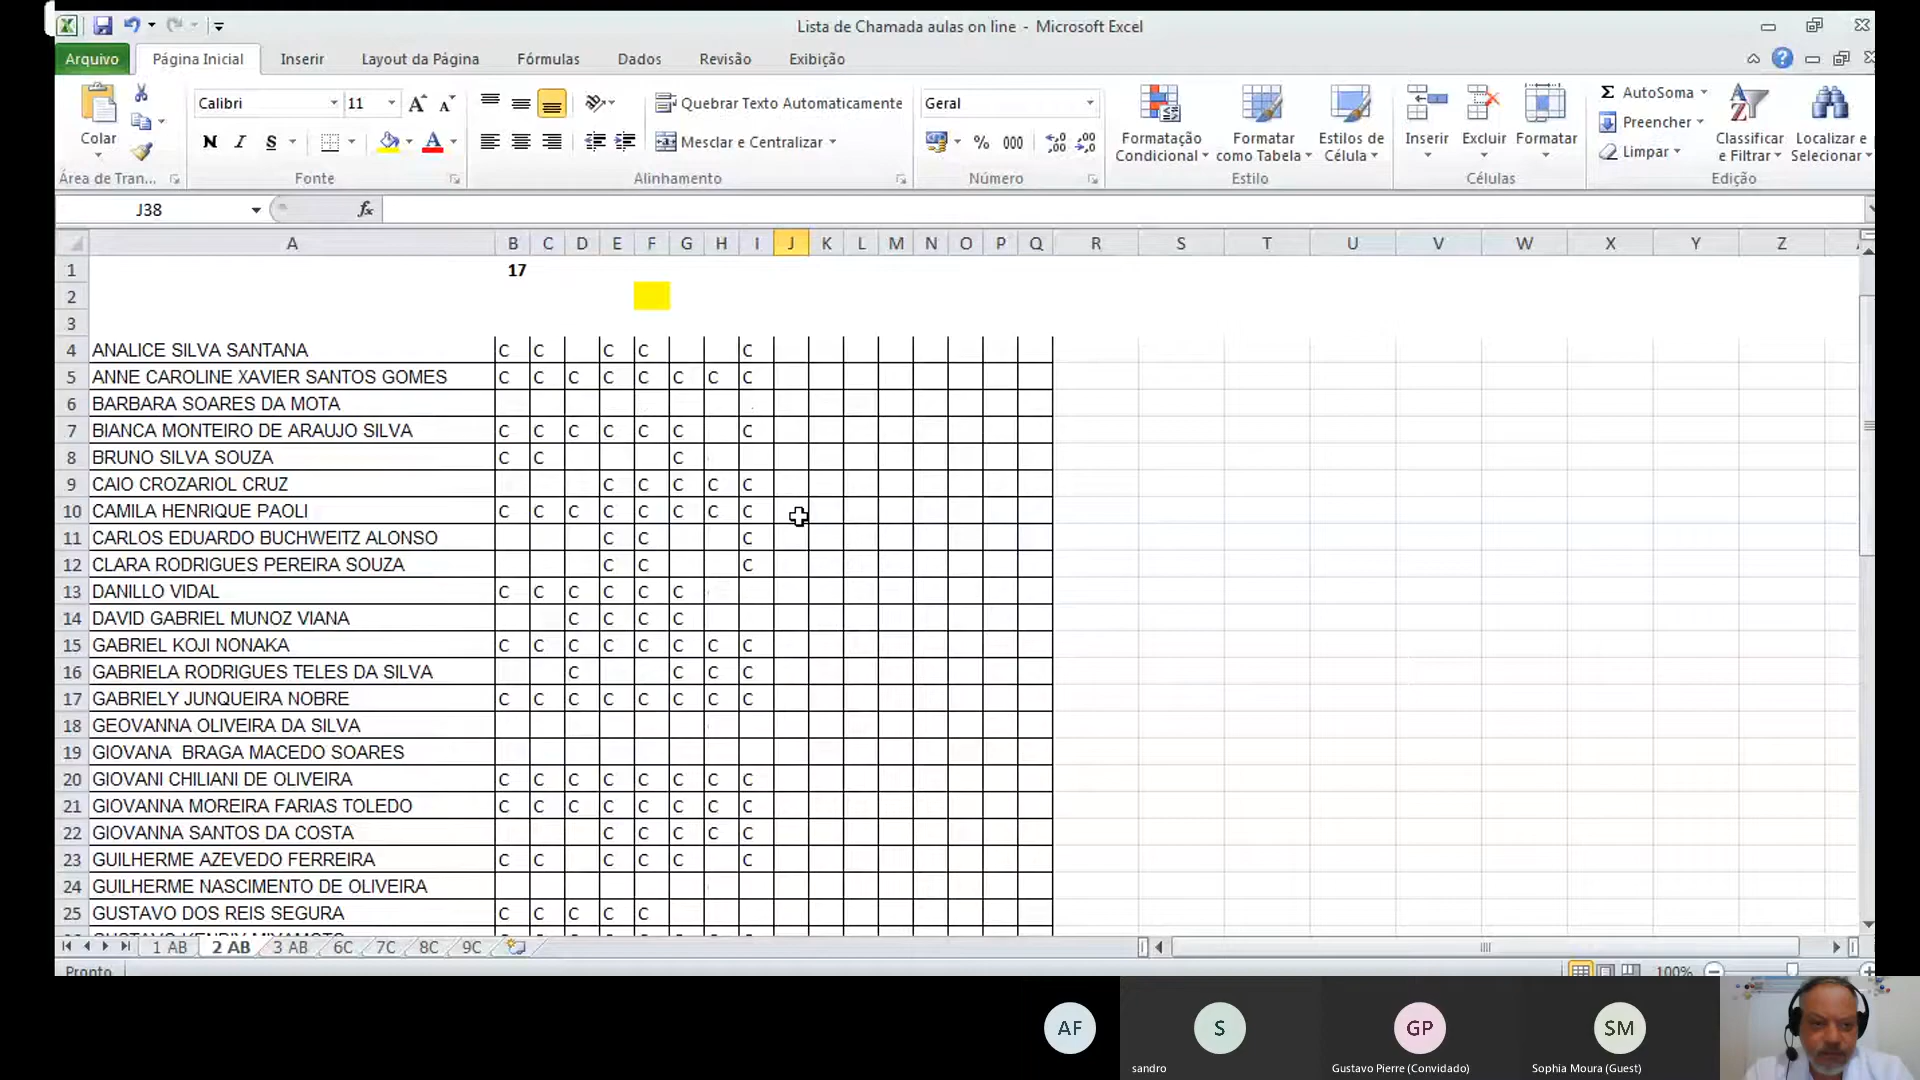 Lista de Chamada aulas on line - Microsoft Excel
Arquivo Página Inicial Inserir Layout da Página Fórmulas Dados Revisão Exibição
Colar
Calibri 11
Quebrar Texto Automaticamente
Geral
Formatação Condicional
Formatar como Tabela
Estilos de Célula
Inserir Excluir Formatar
AutoSoma
Preencher
Limpar
Classificar e Filtrar
Localizar e Selecionar
N I S A
Mesclar e Centralizar
% 000
Área de Tran... Fonte Alinhamento Número Estilo Células Edição
J38 fx
A B C D E F G H I J K L M N O P Q R S T U V W X Y Z
1 17
2
3
4 ANALICE SILVA SANTANA C C C C C
5 ANNE CAROLINE XAVIER SANTOS GOMES C C C C C C C C
6 BARBARA SOARES DA MOTA
7 BIANCA MONTEIRO DE ARAUJO SILVA C C C C C C C
8 BRUNO SILVA SOUZA C C C
9 CAIO CROZARIOL CRUZ C C C C C
10 CAMILA HENRIQUE PAOLI C C C C C C C C
11 CARLOS EDUARDO BUCHWEITZ ALONSO C C C
12 CLARA RODRIGUES PEREIRA SOUZA C C C
13 DANILLO VIDAL C C C C C C
14 DAVID GABRIEL MUNOZ VIANA C C C C
15 GABRIEL KOJI NONAKA C C C C C C C C
16 GABRIELA RODRIGUES TELES DA SILVA C C C C
17 GABRIELY JUNQUEIRA NOBRE C C C C C C C C
18 GEOVANNA OLIVEIRA DA SILVA
19 GIOVANA BRAGA MACEDO SOARES
20 GIOVANI CHILIANI DE OLIVEIRA C C C C C C C C
21 GIOVANNA MOREIRA FARIAS TOLEDO C C C C C C C C
22 GIOVANNA SANTOS DA COSTA C C C C C
23 GUILHERME AZEVEDO FERREIRA C C C C C C
24 GUILHERME NASCIMENTO DE OLIVEIRA
25 GUSTAVO DOS REIS SEGURA C C C C C
1 AB 2 AB 3 AB 6C 7C 8C 9C
Pronto 100%
AF S GP SM
sandro Gustavo Pierre (Convidado) Sophia Moura (Guest)